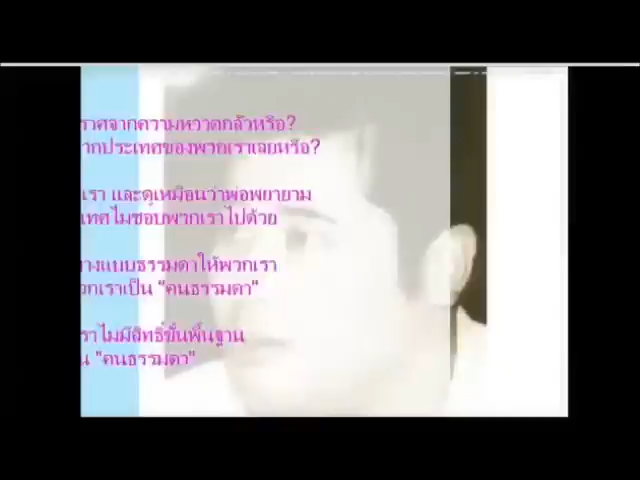 จากความหวาดกลัวหรือ?
ากประเทศของพวกเราเฉยหรือ?
เรา และดูเหมือนว่าพ่อพยายาม
เทศไม่ชอบพวกเราไปด้วย
างแบบธรรมดาให้พวกเรา
วกเราเป็น "คนธรรมดา"
ราไม่มีสิทธิ์ขั้นพื้นฐาน
น "คนธรรมดา"